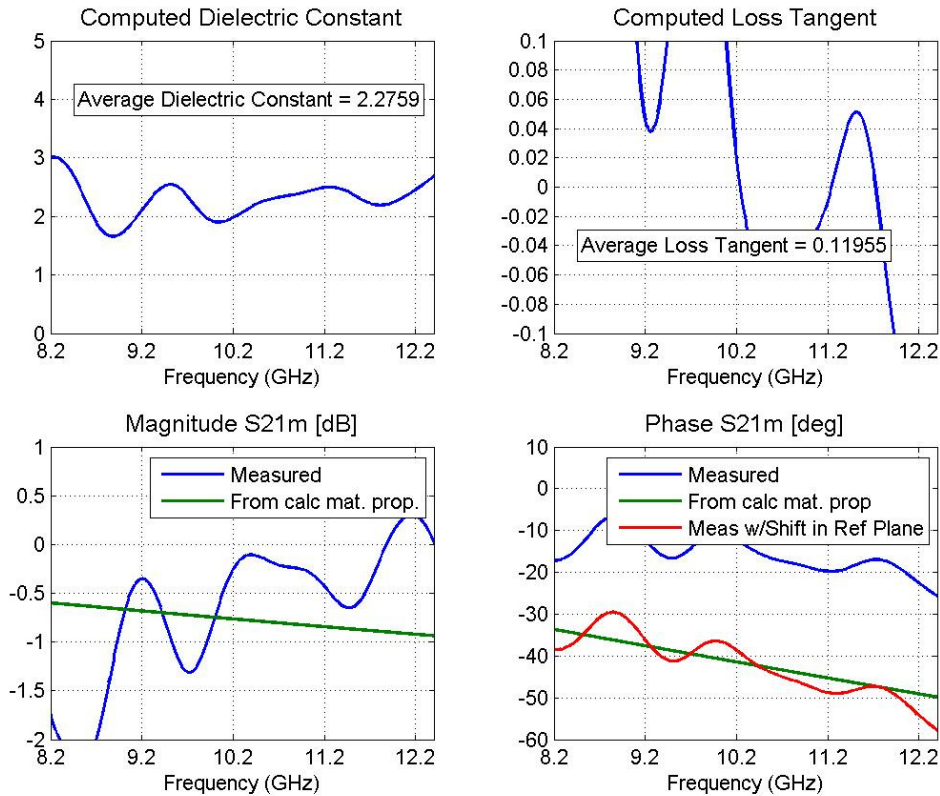 Computed Dielectric Constant
5
4
3
2
1
0
Average Dielectric Constant = 2.2759
8.2 9.2 10.2 11.2 12.2
Frequency (GHz)
Computed Loss Tangent
0.1
0.08
0.06
0.04
0.02
0
-0.02
-0.04
-0.06
-0.08
-0.1
Average Loss Tangent = 0.11955
8.2 9.2 10.2 11.2 12.2
Frequency (GHz)
Magnitude S21m [dB]
1
0.5
0
-0.5
-1
-1.5
-2
Measured
From calc mat. prop.
8.2 9.2 10.2 11.2 12.2
Frequency (GHz)
Phase S21m [deg]
10
0
-10
-20
-30
-40
-50
-60
Measured
From calc mat. prop
Meas w/Shift in Ref Plane
8.2 9.2 10.2 11.2 12.2
Frequency (GHz)